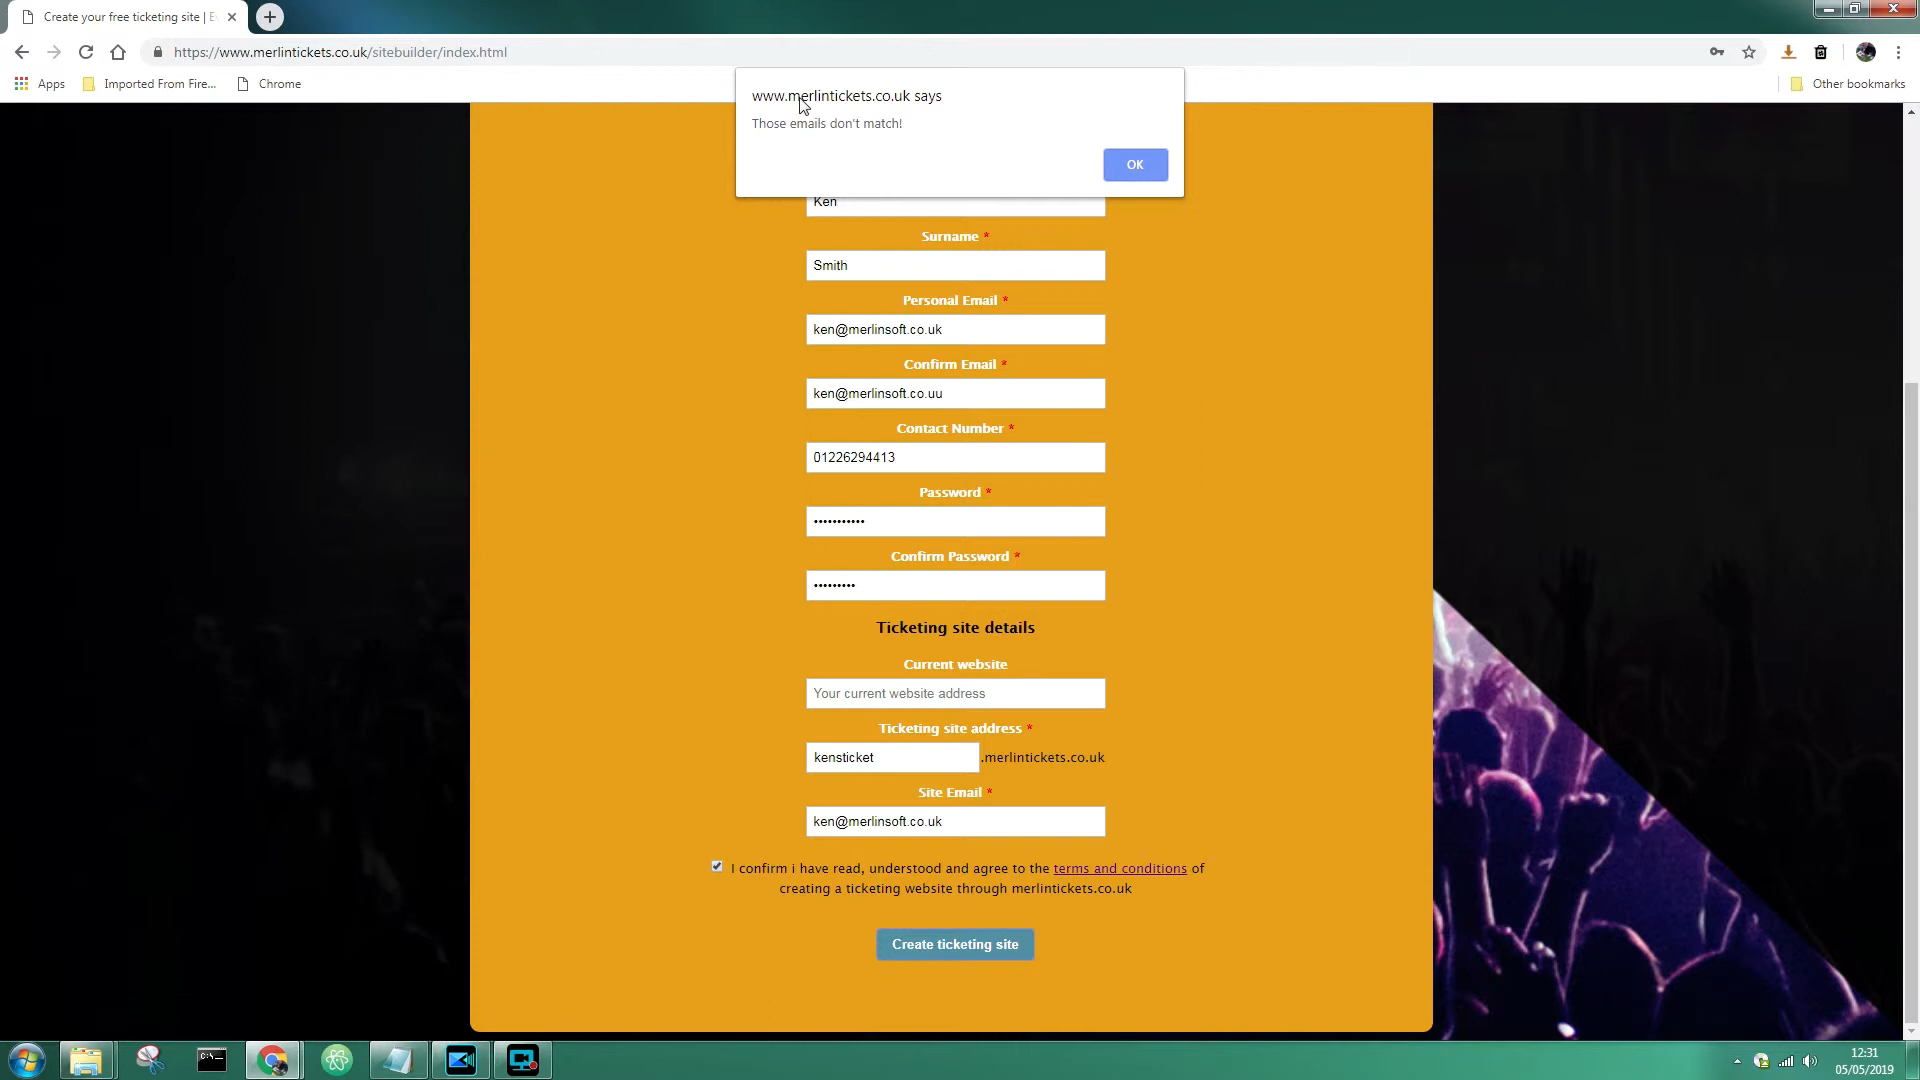 Create your free ticketing site | E
https://www.merlintickets.co.uk/sitebuilder/index.html
Apps
Imported From Fire...
Chrome
Other bookmarks
www.merlintickets.co.uk says
Those emails don't match!
OK
Ken
Surname *
Smith
Personal Email *
ken@merlinsoft.co.uk
Confirm Email *
ken@merlinsoft.co.uu
Contact Number *
01226294413
Password *
•••••••••••
Confirm Password *
•••••••••
Ticketing site details
Current website
Your current website address
Ticketing site address *
kensticket .merlintickets.co.uk
Site Email *
ken@merlinsoft.co.uk
I confirm i have read, understood and agree to the terms and conditions of
creating a ticketing website through merlintickets.co.uk
Create ticketing site
12:31
05/05/2019